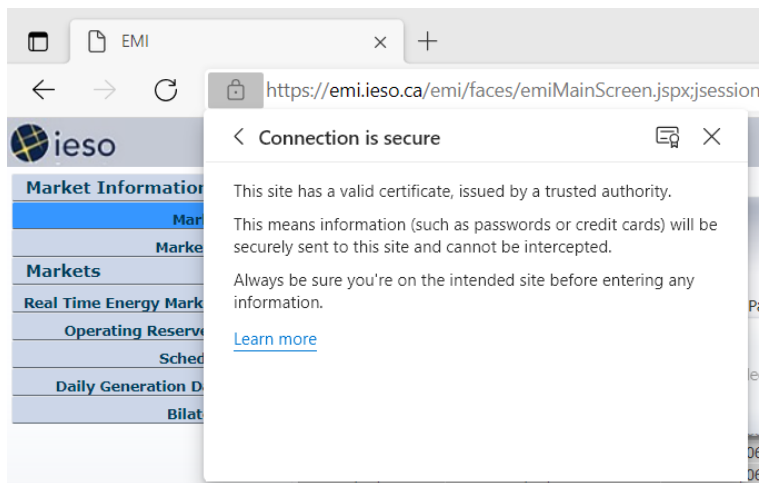 EMI
https://emi.ieso.ca/emi/faces/emiMainScreen.jspx;jsession
ieso
Connection is secure
Market Information
This site has a valid certificate, issued by a trusted authority.
Mar
This means information (such as passwords or credit cards) will be
Marke
securely sent to this site and cannot be intercepted.
Markets
Always be sure you're on the intended site before entering any
information.
Real Time Energy Mark
Operating Reserve
Learn more
Sched
Daily Generation D
Bilat